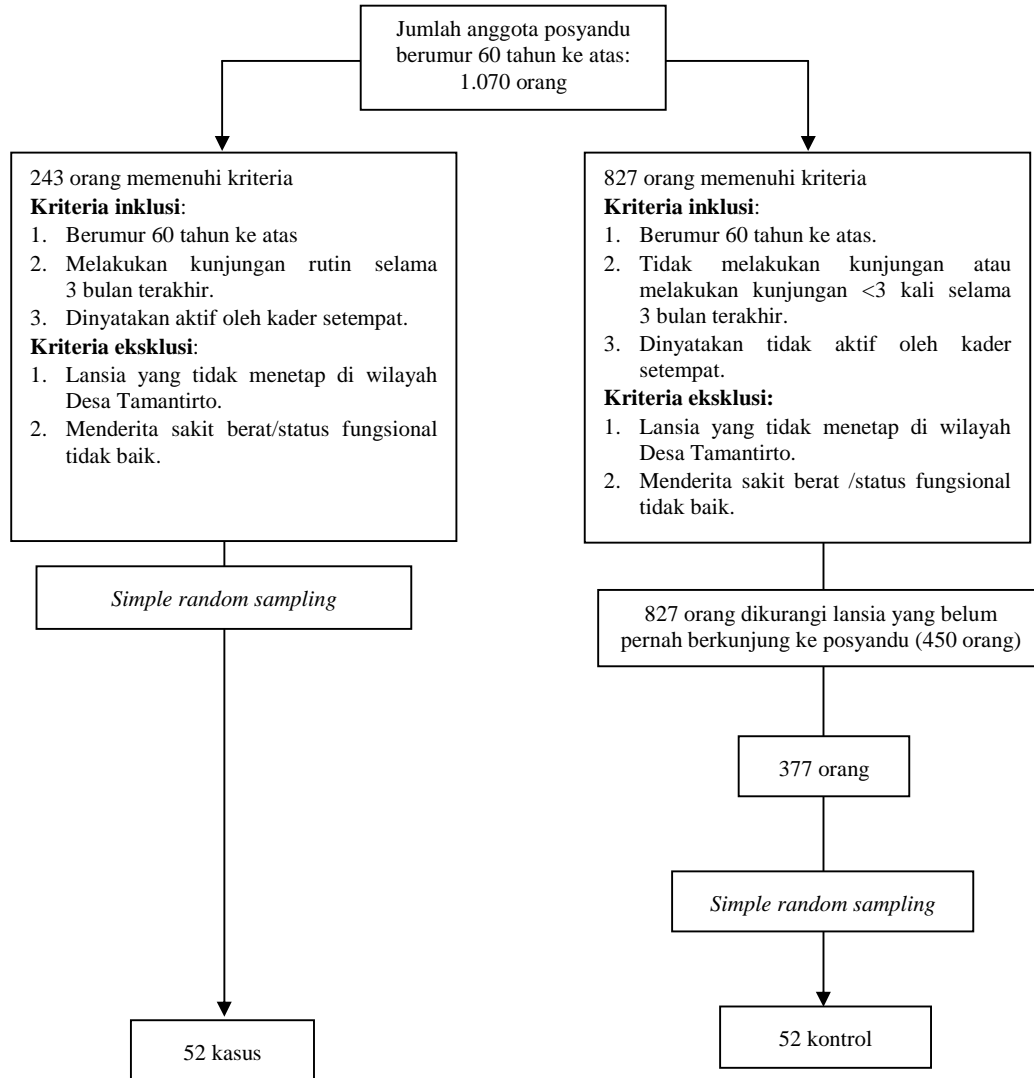 Jumlah anggota posyandu
berumur 60 tahun ke atas:
1.070 orang
243 orang memenuhi kriteria
Kriteria inklusi:
1. Berumur 60 tahun ke atas
2. Melakukan kunjungan rutin selama
3 bulan terakhir.
3. Dinyatakan aktif oleh kader setempat.
Kriteria eksklusi:
1. Lansia yang tidak menetap di wilayah
Desa Tamantirto.
2. Menderita sakit berat/status fungsional
tidak baik.
Simple random sampling
52 kasus
827 orang memenuhi kriteria
Kriteria inklusi:
1. Berumur 60 tahun ke atas.
2. Tidak melakukan kunjungan atau
melakukan kunjungan <3 kali selama
3 bulan terakhir.
3. Dinyatakan tidak aktif oleh kader
setempat.
Kriteria eksklusi:
1. Lansia yang tidak menetap di wilayah
Desa Tamantirto.
2. Menderita sakit berat /status fungsional
tidak baik.
827 orang dikurangi lansia yang belum
pernah berkunjung ke posyandu (450 orang)
377 orang
Simple random sampling
52 kontrol